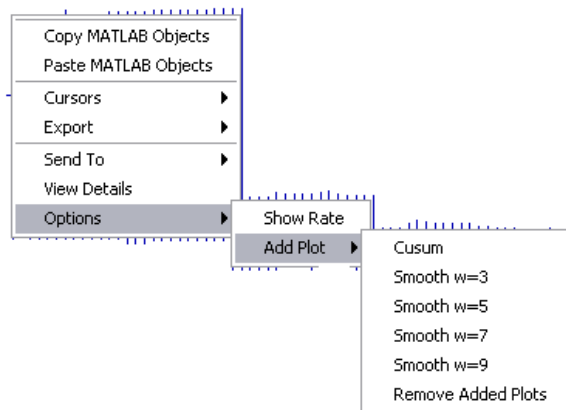 Copy MATLAB Objects
Paste MATLAB Objects
Cursors
Export
Send To
View Details
Options
Show Rate
Add Plot
Cusum
Smooth w=3
Smooth w=5
Smooth w=7
Smooth w=9
Remove Added Plots